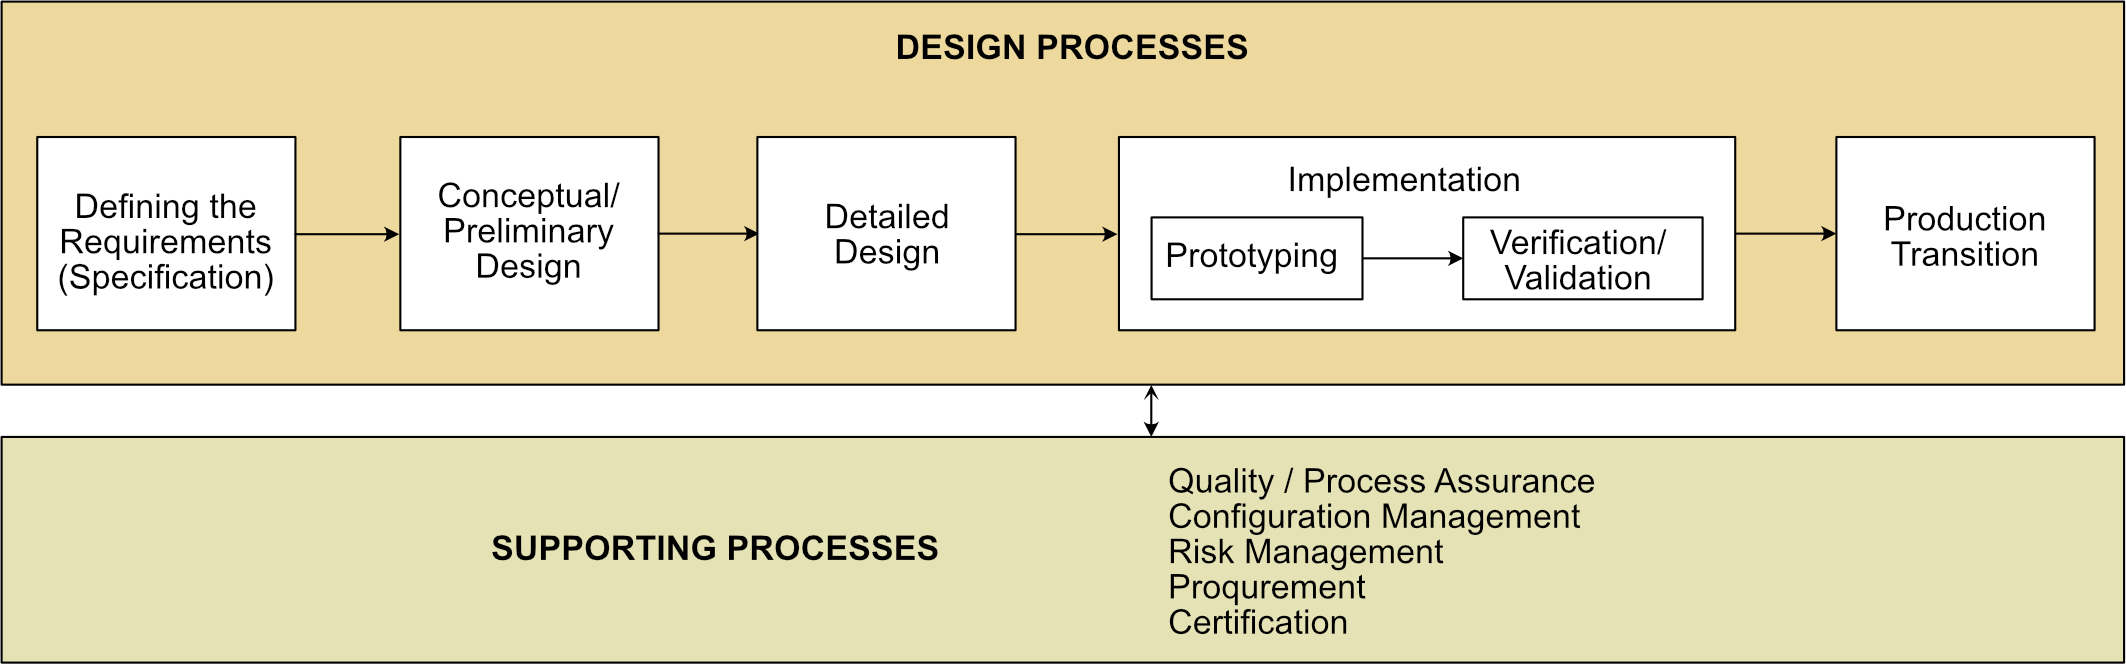 DESIGN PROCESSES
Defining the
Requirements
(Specification)
Conceptual/
Preliminary
Design
Detailed
Design
Implementation
Prototyping
Verification/
Validation
Production
Transition
SUPPORTING PROCESSES
Quality / Process Assurance
Configuration Management
Risk Management
Proqurement
Certification